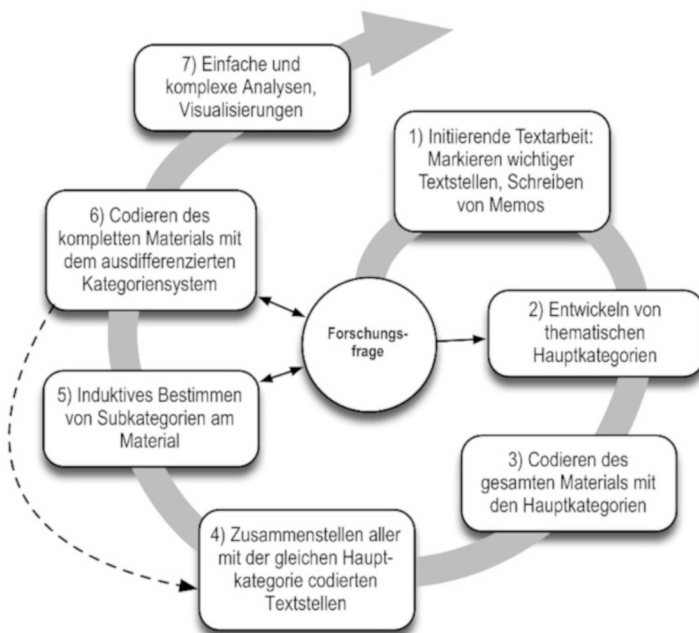 1) Initiierende Textarbeit:
Markieren wichtiger
Textstellen, Schreiben
von Memos
2) Entwickeln von
thematischen
Hauptkategorien
3) Codieren des
gesamten Materials mit
den Hauptkategorien
4) Zusammenstellen aller
mit der gleichen Haupt-
kategorie codierten
Textstellen
5) Induktives Bestimmen
von Subkategorien am
Material
6) Codieren des
kompletten Materials mit
dem ausdifferenzierten
Kategoriensystem
7) Einfache und
komplexe Analysen,
Visualisierungen
Forschungs-
frage